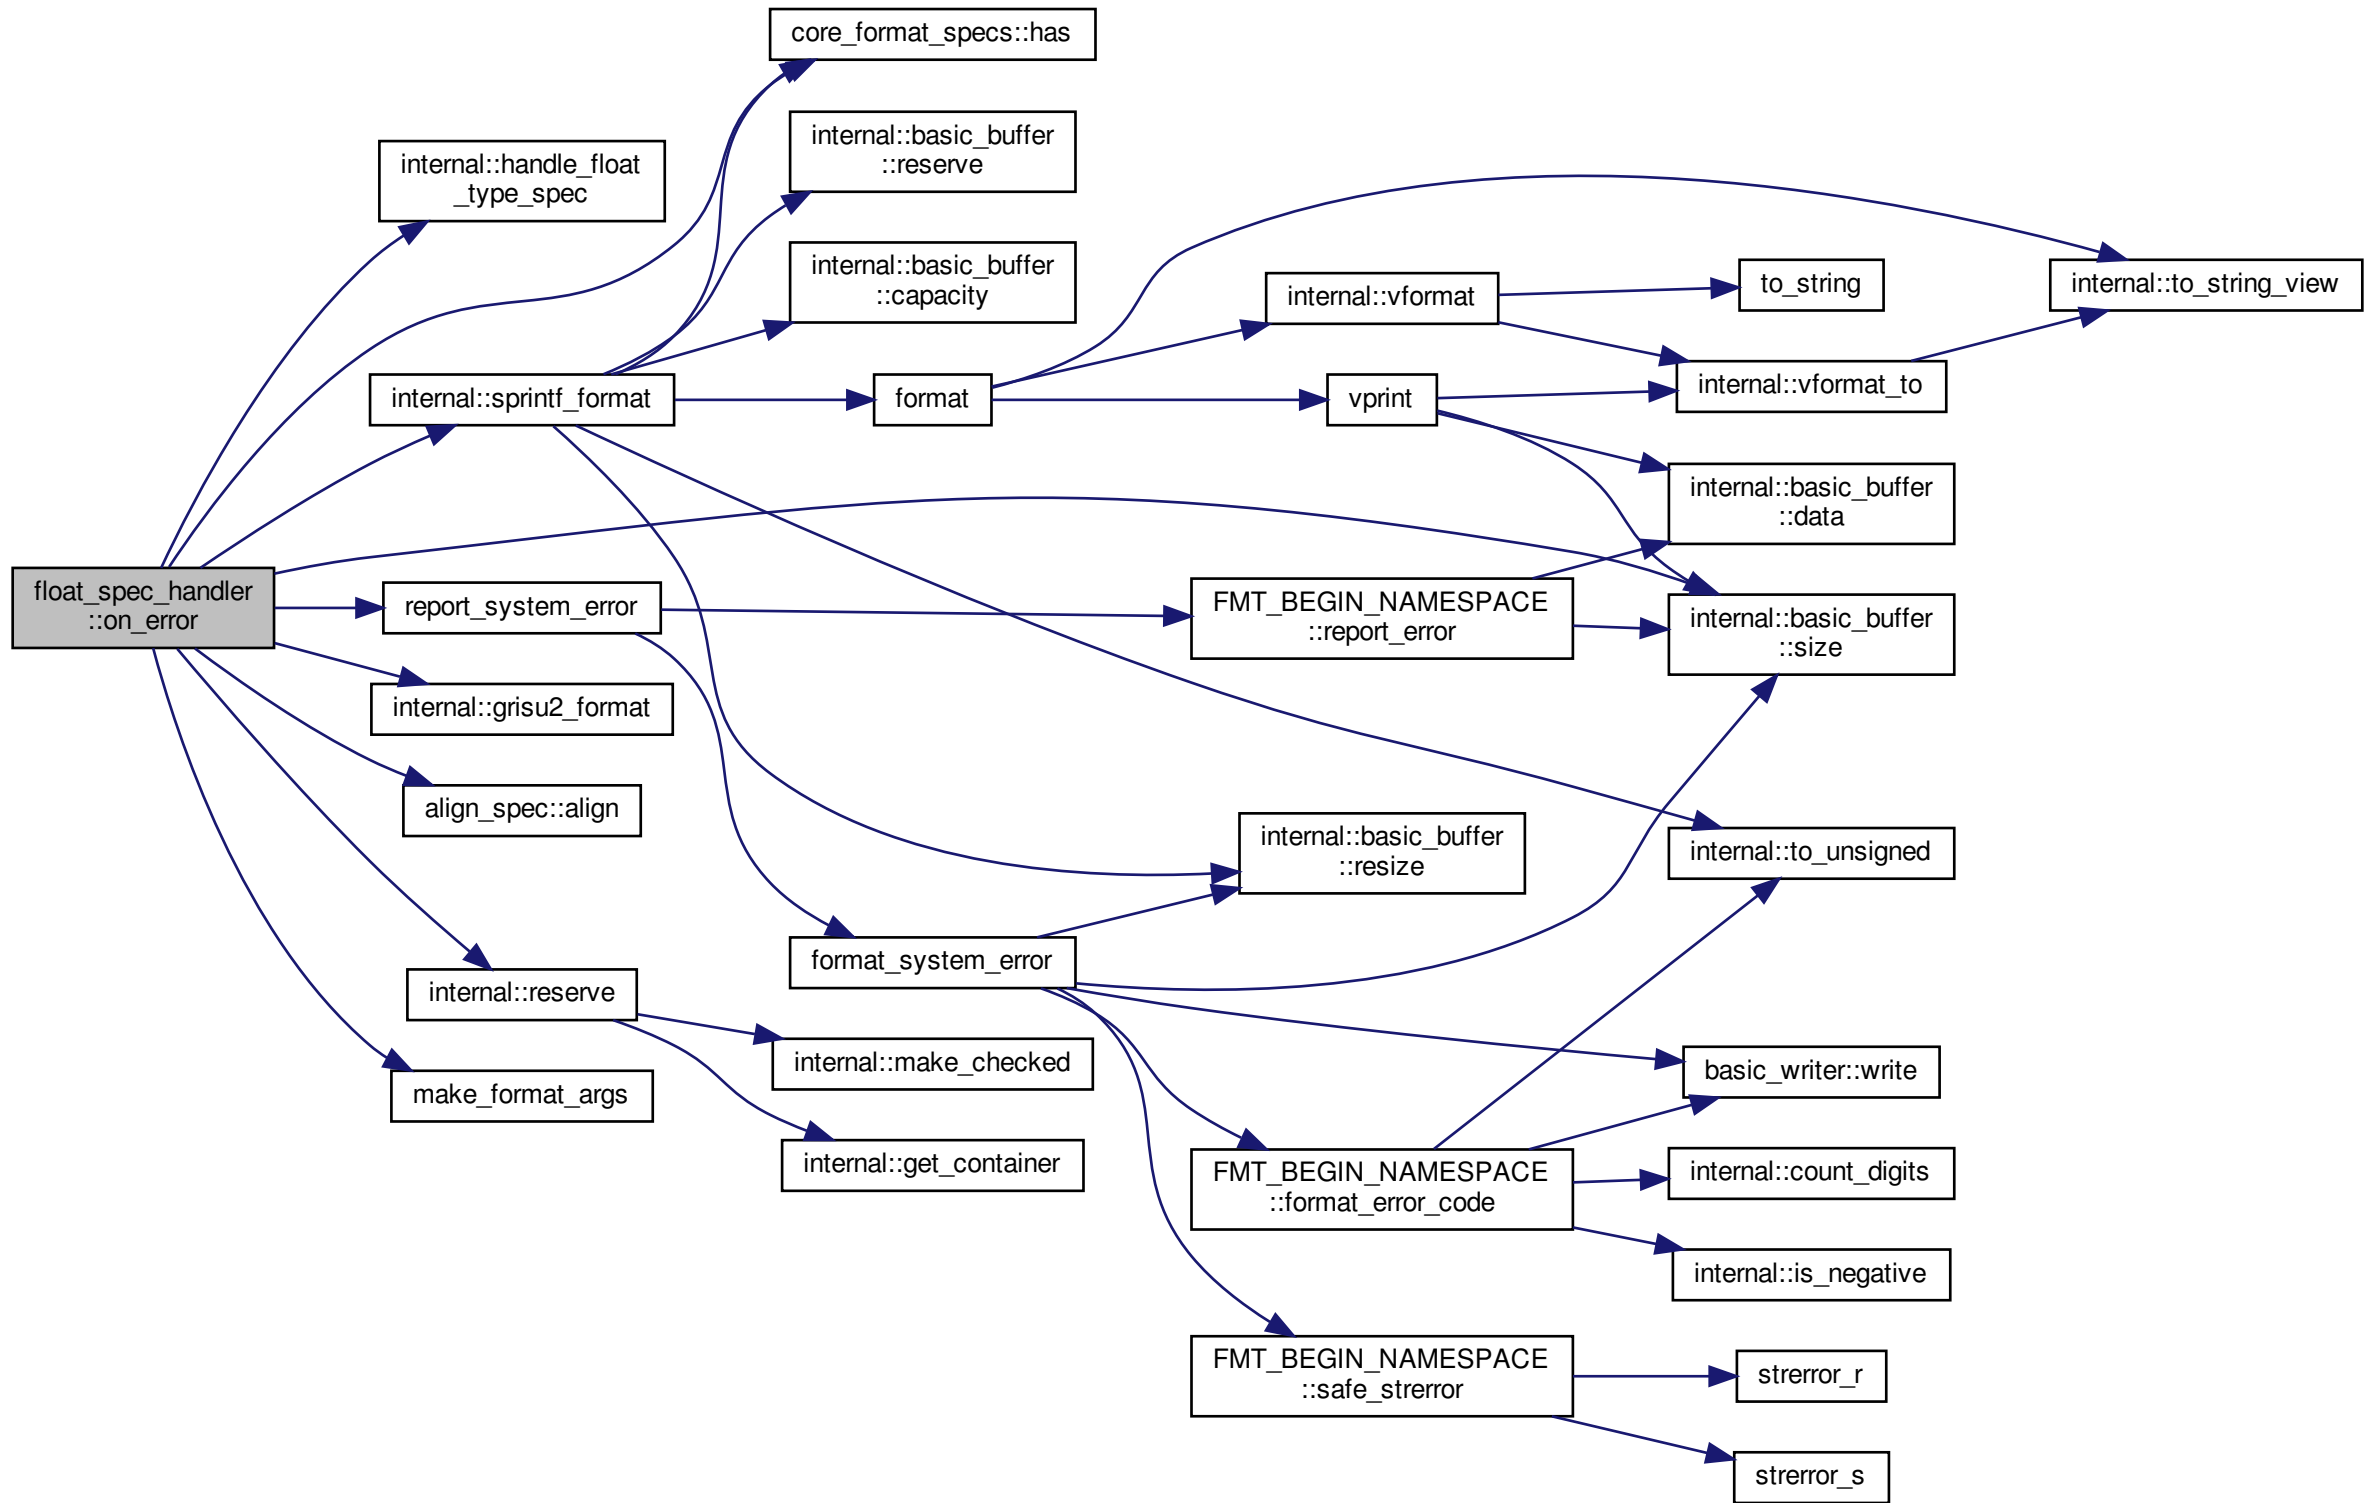 core_format_specs::has
internal::basic_buffer
::reserve
internal::handle_float
_type_spec
internal::basic_buffer
::capacity
internal::vformat
to_string
internal::to_string_view
internal::sprintf_format
format
vprint
internal::vformat_to
internal::basic_buffer
::data
float_spec_handler
::on_error
report_system_error
FMT_BEGIN_NAMESPACE
::report_error
internal::basic_buffer
::size
internal::grisu2_format
align_spec::align
internal::basic_buffer
::resize
internal::to_unsigned
format_system_error
internal::reserve
internal::make_checked
basic_writer::write
make_format_args
internal::get_container
FMT_BEGIN_NAMESPACE
::format_error_code
internal::count_digits
internal::is_negative
FMT_BEGIN_NAMESPACE
::safe_strerror
strerror_r
strerror_s